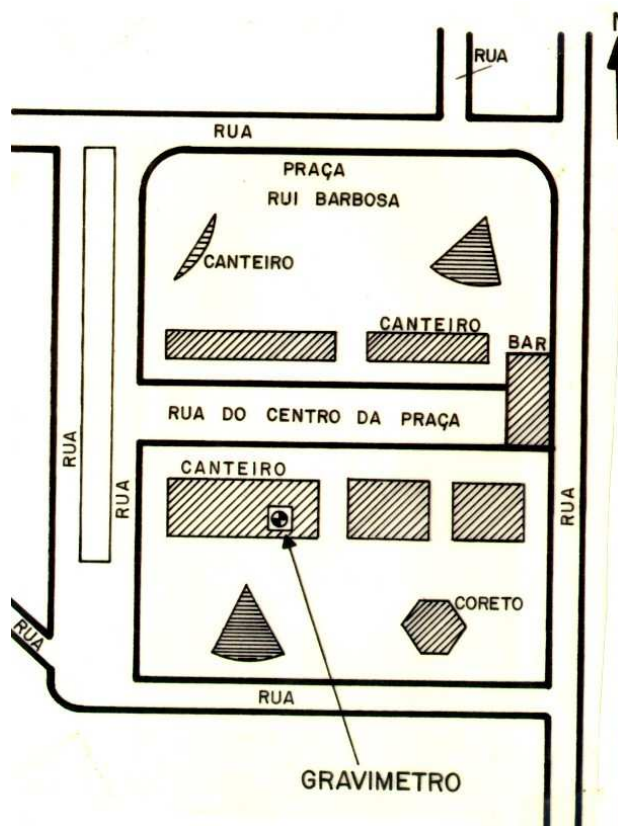 N
RUA
RUA
PRAÇA
RUI BARBOSA
CANTEIRO
CANTEIRO
BAR
RUA DO CENTRO DA PRAÇA
RUA
RUA
CANTEIRO
RUA
CORETO
RUA
RUA
GRAVIMETRO